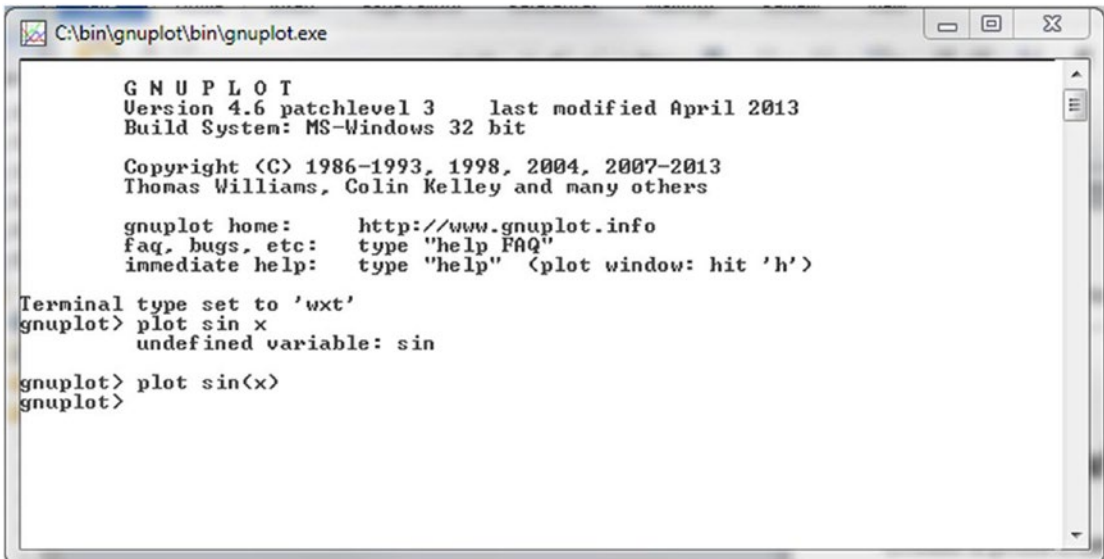 C:\bin\gnuplot\bin\gnuplot.exe
G N U P L O T
Version 4.6 patchlevel 3    last modified April 2013
Build System: MS-Windows 32 bit
Copyright (C) 1986-1993, 1998, 2004, 2007-2013
Thomas Williams, Colin Kelley and many others
gnuplot home:     http://www.gnuplot.info
faq, bugs, etc:   type "help FAQ"
immediate help:   type "help"  (plot window: hit 'h')
Terminal type set to 'wxt'
gnuplot> plot sin x
undefined variable: sin
gnuplot> plot sin(x)
gnuplot>